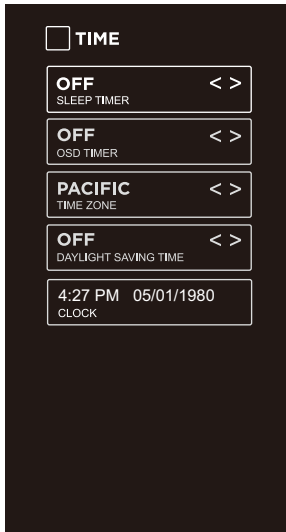 TIME
OFF < >
SLEEP TIMER
OFF < >
OSD TIMER
PACIFIC < >
TIME ZONE
OFF < >
DAYLIGHT SAVING TIME
4:27 PM 05/01/1980
CLOCK